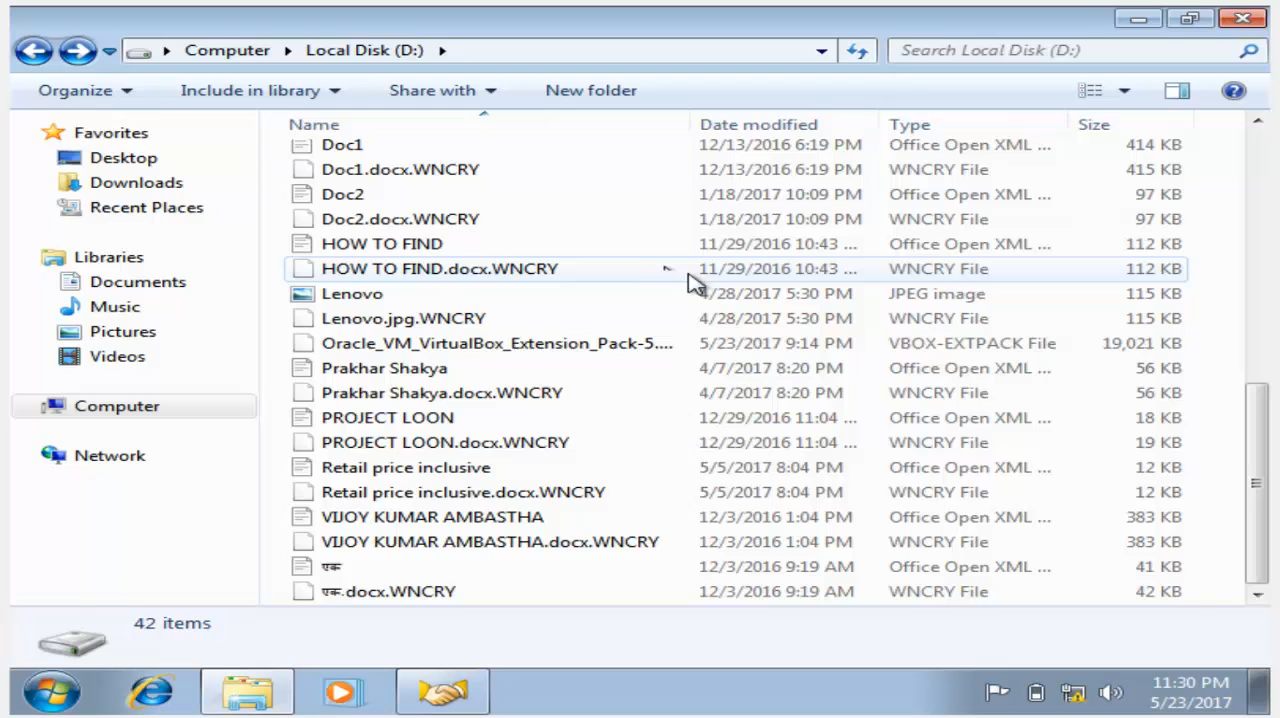 Computer Local Disk (D:) Search Local Disk (D:)
Organize Include in library Share with New folder
Name Date modified Type Size
Favorites
Desktop
Downloads
Recent Places
Libraries
Documents
Music
Pictures
Videos
Computer
Network
Doc1 12/13/2016 6:19 PM Office Open XML ... 414 KB
Doc1.docx.WNCRY 12/13/2016 6:19 PM WNCRY File 415 KB
Doc2 1/18/2017 10:09 PM Office Open XML ... 97 KB
Doc2.docx.WNCRY 1/18/2017 10:09 PM WNCRY File 97 KB
HOW TO FIND 11/29/2016 10:43 ... Office Open XML ... 112 KB
HOW TO FIND.docx.WNCRY 11/29/2016 10:43 ... WNCRY File 112 KB
Lenovo 4/28/2017 5:30 PM JPEG image 115 KB
Lenovo.jpg.WNCRY 4/28/2017 5:30 PM WNCRY File 115 KB
Oracle_VM_VirtualBox_Extension_Pack-5.... 5/23/2017 9:14 PM VBOX-EXTPACK File 19,021 KB
Prakhar Shakya 4/7/2017 8:20 PM Office Open XML ... 56 KB
Prakhar Shakya.docx.WNCRY 4/7/2017 8:20 PM WNCRY File 56 KB
PROJECT LOON 12/29/2016 11:04 ... Office Open XML ... 18 KB
PROJECT LOON.docx.WNCRY 12/29/2016 11:04 ... WNCRY File 19 KB
Retail price inclusive 5/5/2017 8:04 PM Office Open XML ... 12 KB
Retail price inclusive.docx.WNCRY 5/5/2017 8:04 PM WNCRY File 12 KB
VIJOY KUMAR AMBASTHA 12/3/2016 1:04 PM Office Open XML ... 383 KB
VIJOY KUMAR AMBASTHA.docx.WNCRY 12/3/2016 1:04 PM WNCRY File 383 KB
एक 12/3/2016 9:19 AM Office Open XML ... 41 KB
एक.docx.WNCRY 12/3/2016 9:19 AM WNCRY File 42 KB
42 items
11:30 PM
5/23/2017